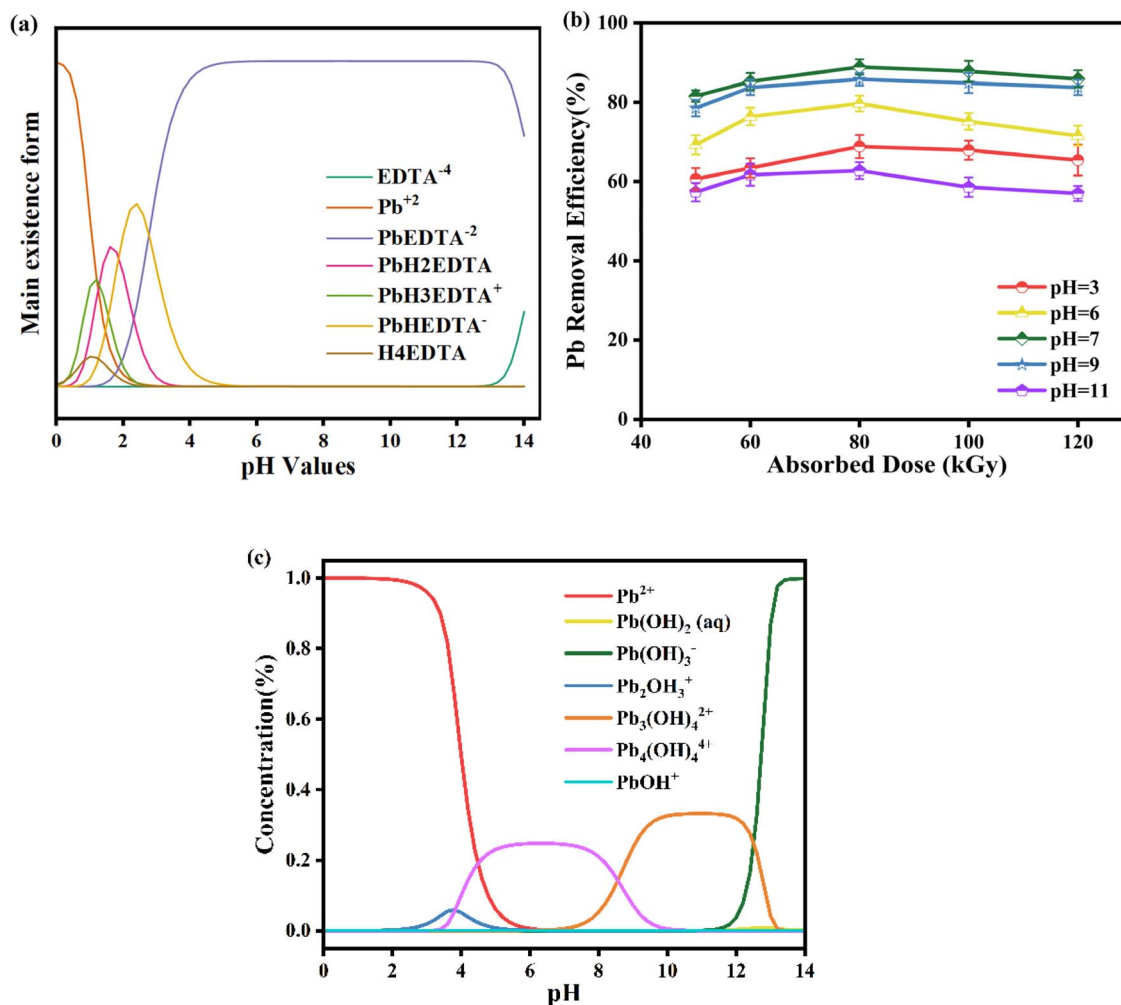 (a)
Main existence form
EDTA⁻⁴
Pb⁺²
PbEDTA⁻²
PbH2EDTA
PbH3EDTA⁺
PbHEDTA⁻
H4EDTA
0 2 4 6 8 10 12 14
pH Values
(b)
Pb Removal Efficiency(%)
100
80
60
40
20
0
pH=3
pH=6
pH=7
pH=9
pH=11
40 60 80 100 120
Absorbed Dose (kGy)
(c)
Concentration(%)
1.0
0.8
0.6
0.4
0.2
0.0
Pb²⁺
Pb(OH)₂ (aq)
Pb(OH)₃⁻
Pb₂OH₃⁺
Pb₃(OH)₄²⁺
Pb₄(OH)₄⁴⁺
PbOH⁺
0 2 4 6 8 10 12 14
pH